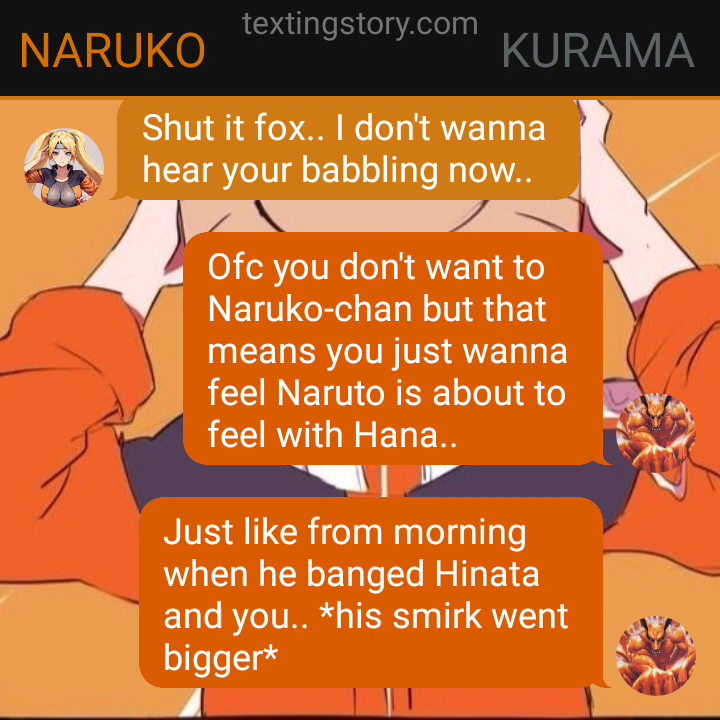 textingstory.com
NARUKO
KURAMA
Shut it fox.. I don't wanna
hear your babbling now..
Ofc you don't want to
Naruko-chan but that
means you just wanna
feel Naruto is about to
feel with Hana..
Just like from morning
when he banged Hinata
and you.. *his smirk went
bigger*